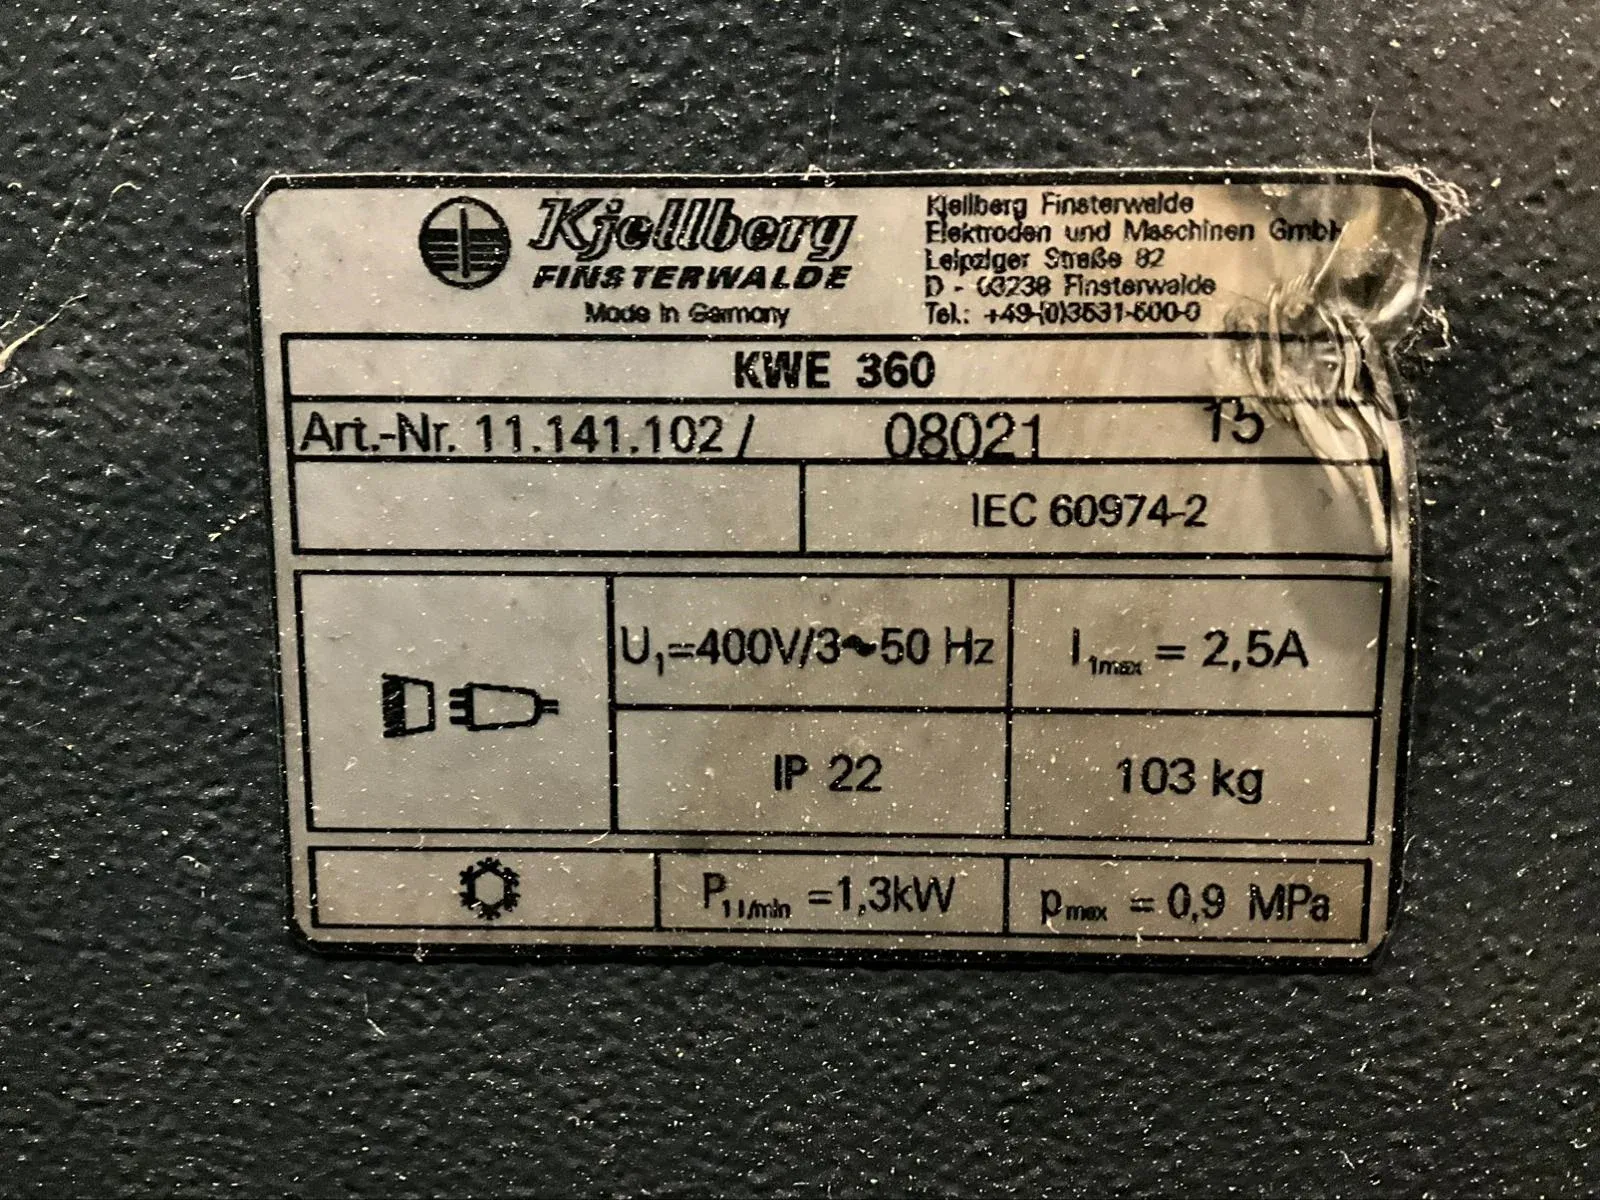 Kjellberg
FINSTERWALDE
Made in Germany
Kjellberg Finsterwalde
Elektroden und Maschinen GmbH
Leipziger Straße 82
D - 03238 Finsterwalde
Tel.: +49-(0)3531-500-0
KWE 360
Art.-Nr. 11.141.102 / 08021 15
IEC 60974-2
U₁=400V/3~50 Hz
I₁max = 2,5A
IP 22
103 kg
P₁ l/min =1,3kW
pmax = 0,9 MPa